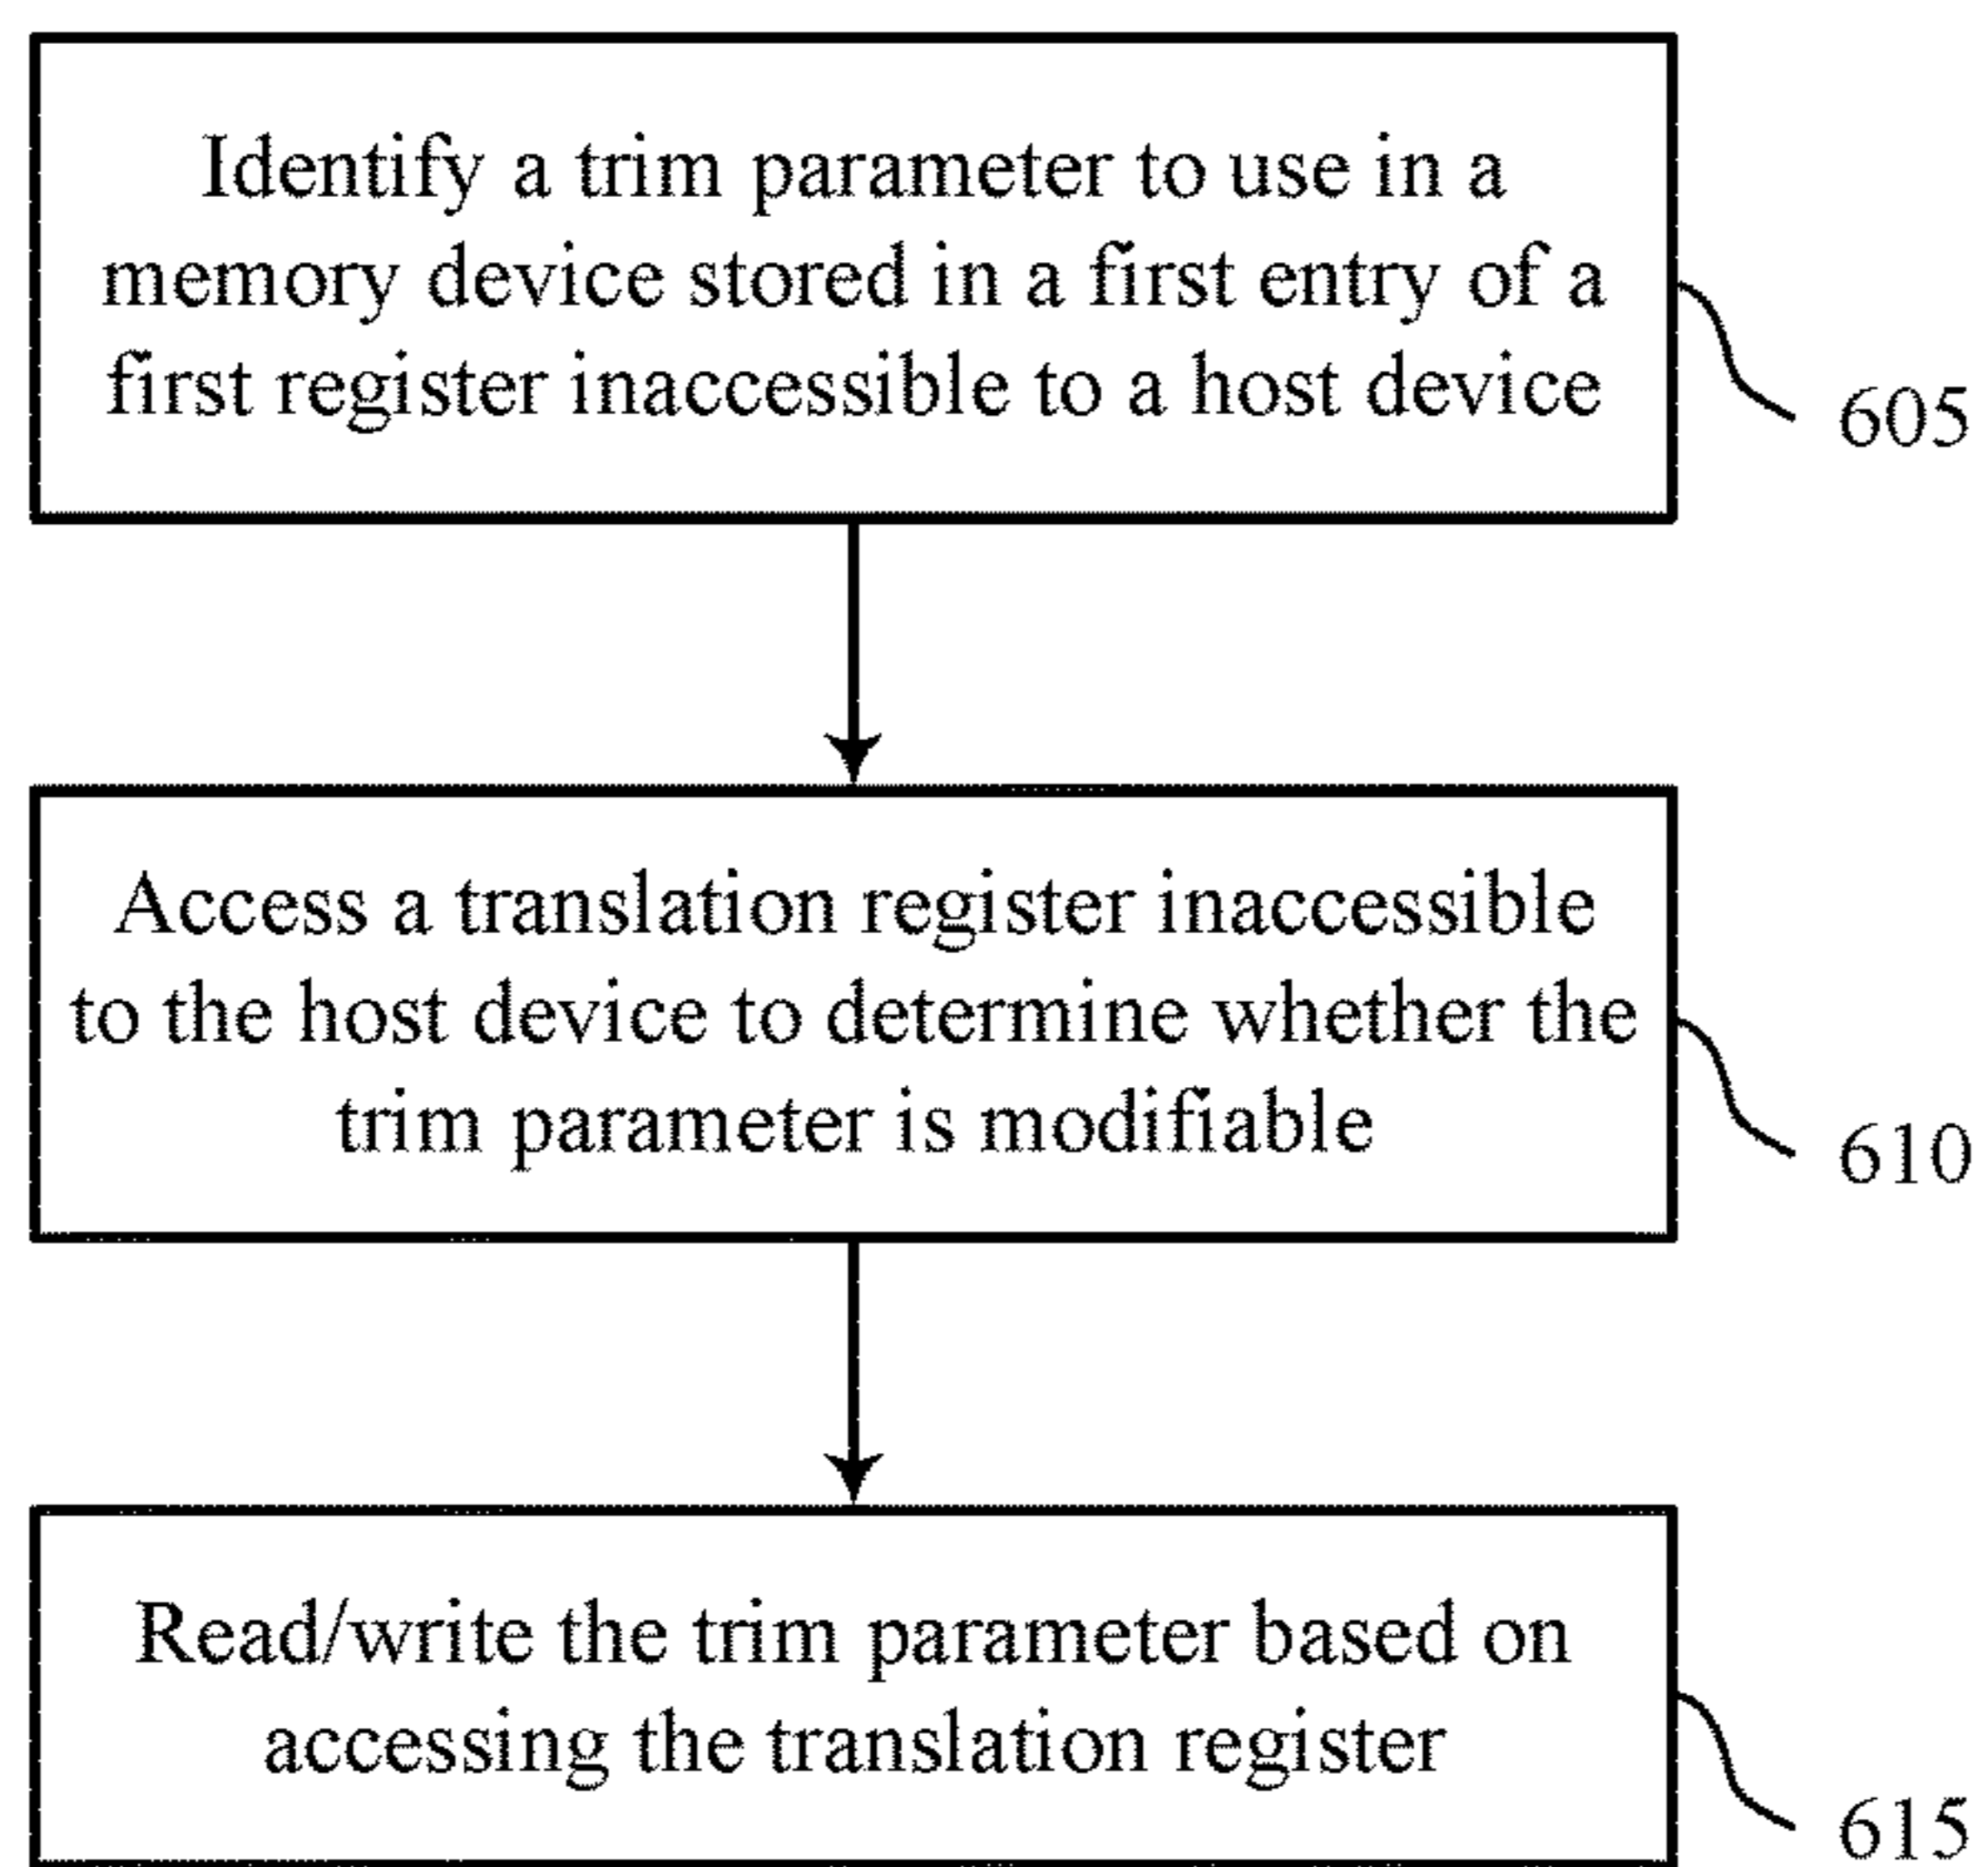 Identify a trim parameter to use in a
memory device stored in a first entry of a
first register inaccessible to a host device
605
Access a translation register inaccessible
to the host device to determine whether the
trim parameter is modifiable
610
Read/write the trim parameter based on
accessing the translation register
615